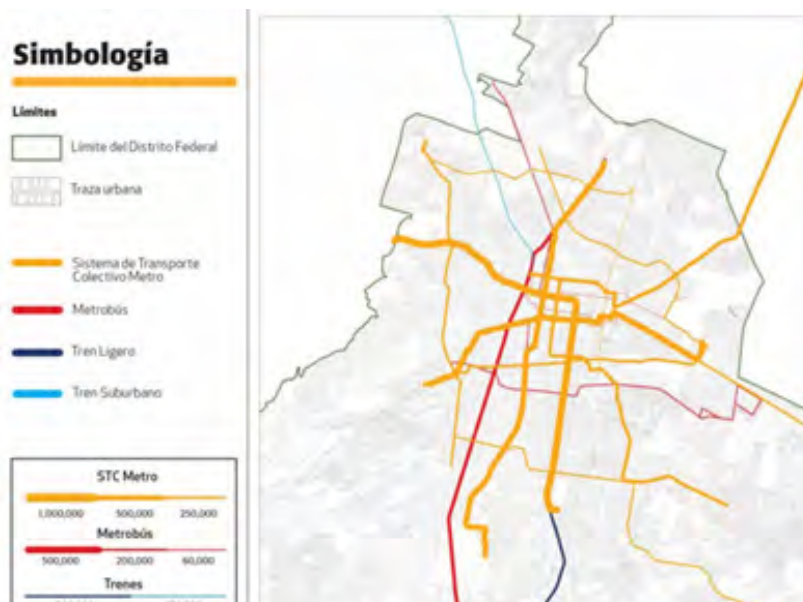 Simbología
Límites
Límite del Distrito Federal
Traza urbana
Sistema de Transporte
Colectivo Metro
Metrobús
Tren Ligero
Tren Suburbano
STC Metro
1,000,000 500,000 250,000
Metrobús
500,000 200,000 60,000
Trenes